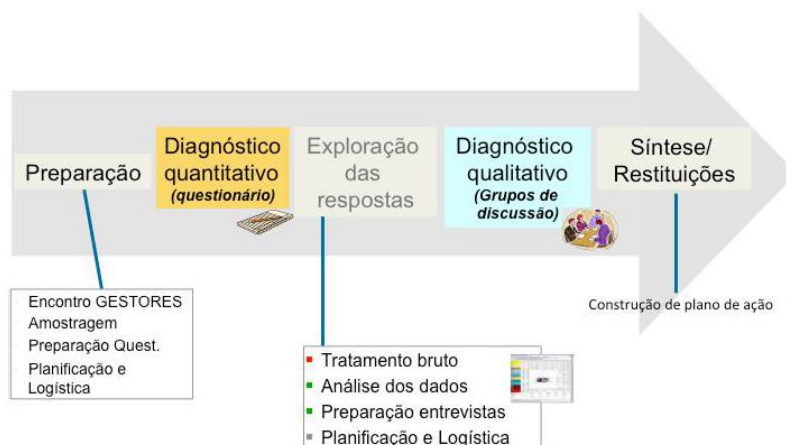 Preparação
Diagnóstico
quantitativo
(questionário)
Exploração
das
respostas
Diagnóstico
qualitativo
(Grupos de
discussão)
Síntese/
Restituições
Encontro GESTORES
Amostragem
Preparação Quest.
Planificação e
Logística
Tratamento bruto
Análise dos dados
Preparação entrevistas
Planificação e Logística
Construção de plano de ação